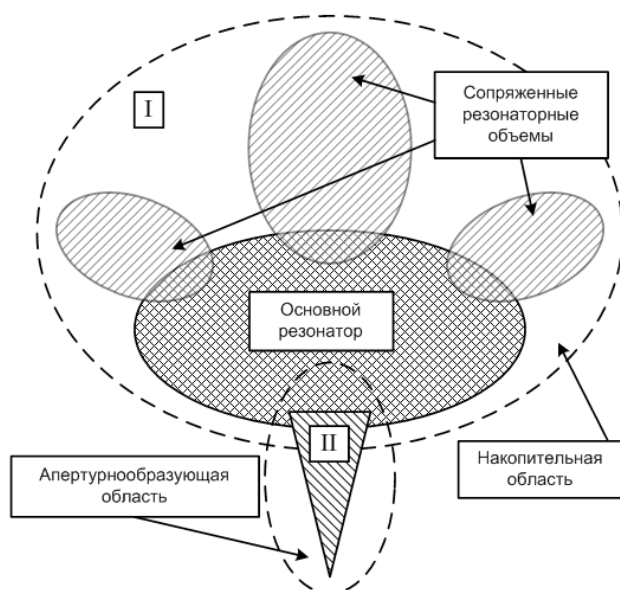 I
Сопряженные
резонаторные
объемы
Основной
резонатор
II
Апертурнообразующая
область
Накопительная
область